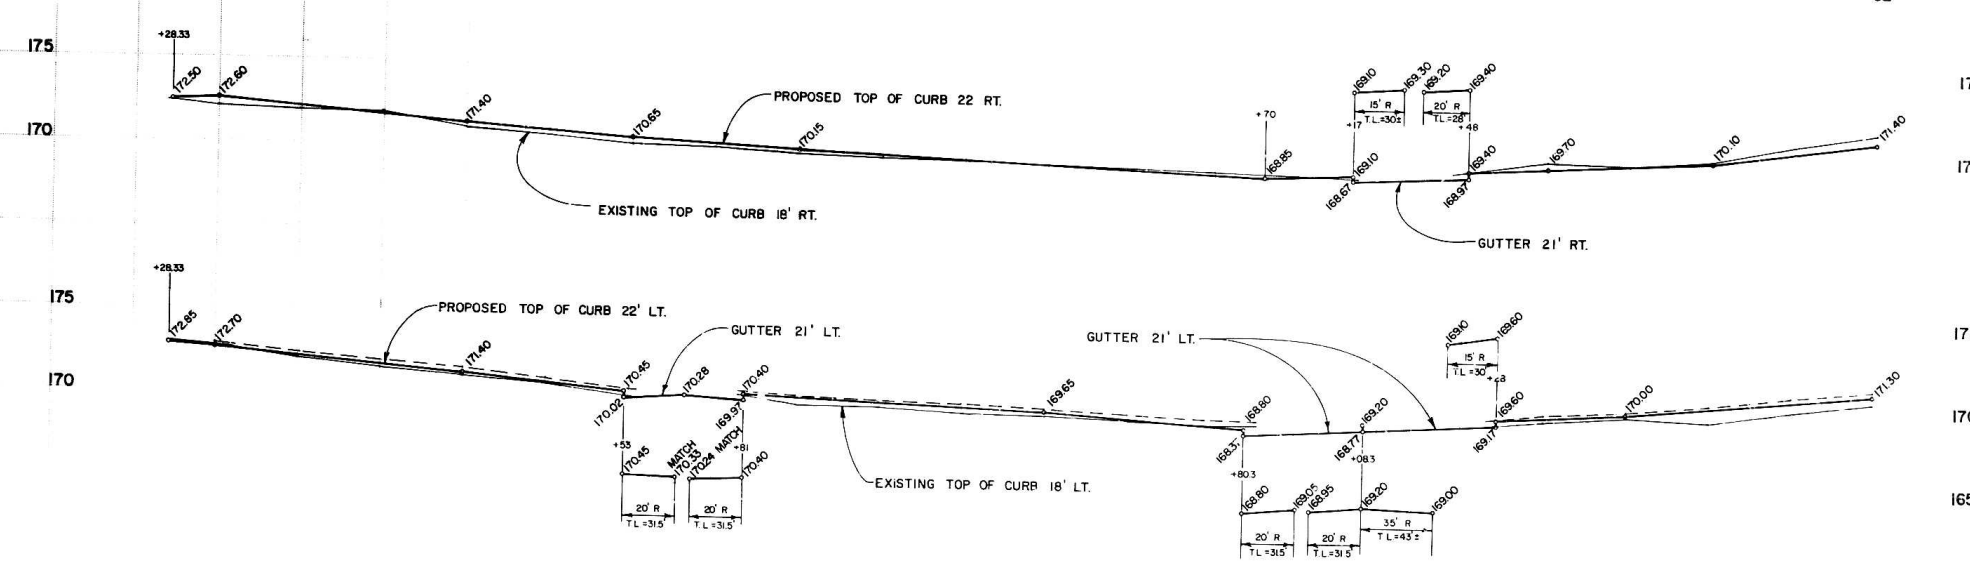 +28.33
175
172.50
172.60
169.10
169.30
169.20
169.40
17
PROPOSED TOP OF CURB 22 RT.
15' R
20' R
T.L.=30±
T.L.=28'
171.40
170.65
170.15
+70
+17
+48
170
168.85
169.10
169.40
169.70
170.10
171.40
17
168.67
168.97
EXISTING TOP OF CURB 18' RT.
GUTTER 21' RT.
+28.33
175
PROPOSED TOP OF CURB 22' LT.
GUTTER 21' LT.
GUTTER 21' LT.
172.85
172.70
169.10
169.60
17
15' R
T.L.=30'
171.40
170.45
170.28
170.40
170
169.65
168.80
169.20
169.60
170.00
171.30
170.02
169.97
168.37
168.77
169.17
17
+53
+81
+80.3
+08.3
170.45
MATCH
170.33
170.24 MATCH
170.40
EXISTING TOP OF CURB 18' LT.
20' R
T.L.=31.5'
20' R
T.L.=31.5'
168.80
169.05
168.95
169.20
169.00
165
20' R
T.L.=31.5'
20' R
T.L.=31.5'
35' R
T.L.=43'±